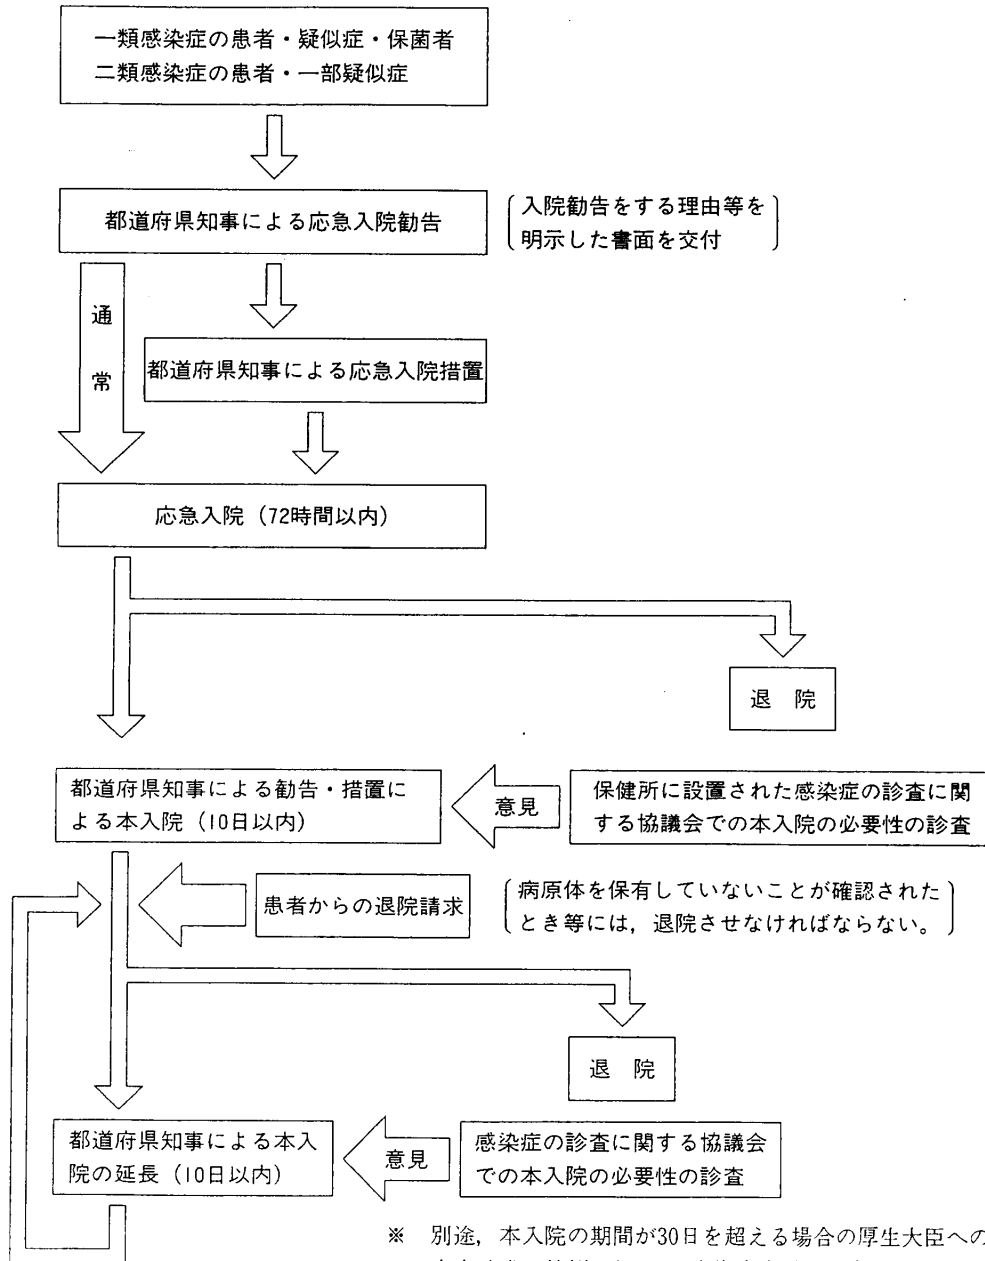 一類感染症の患者・疑似症・保菌者
二類感染症の患者・一部疑似症
都道府県知事による応急入院勧告
入院勧告をする理由等を
明示した書面を交付
通
常
都道府県知事による応急入院措置
応急入院（72時間以内）
退　院
都道府県知事による勧告・措置に
よる本入院（10日以内）
意見
保健所に設置された感染症の診査に関
する協議会での本入院の必要性の診査
患者からの退院請求
病原体を保有していないことが確認された
とき等には，退院させなければならない。
退　院
都道府県知事による本入
院の延長（10日以内）
意見
感染症の診査に関する協議会
での本入院の必要性の診査
※　別途，本入院の期間が30日を超える場合の厚生大臣への